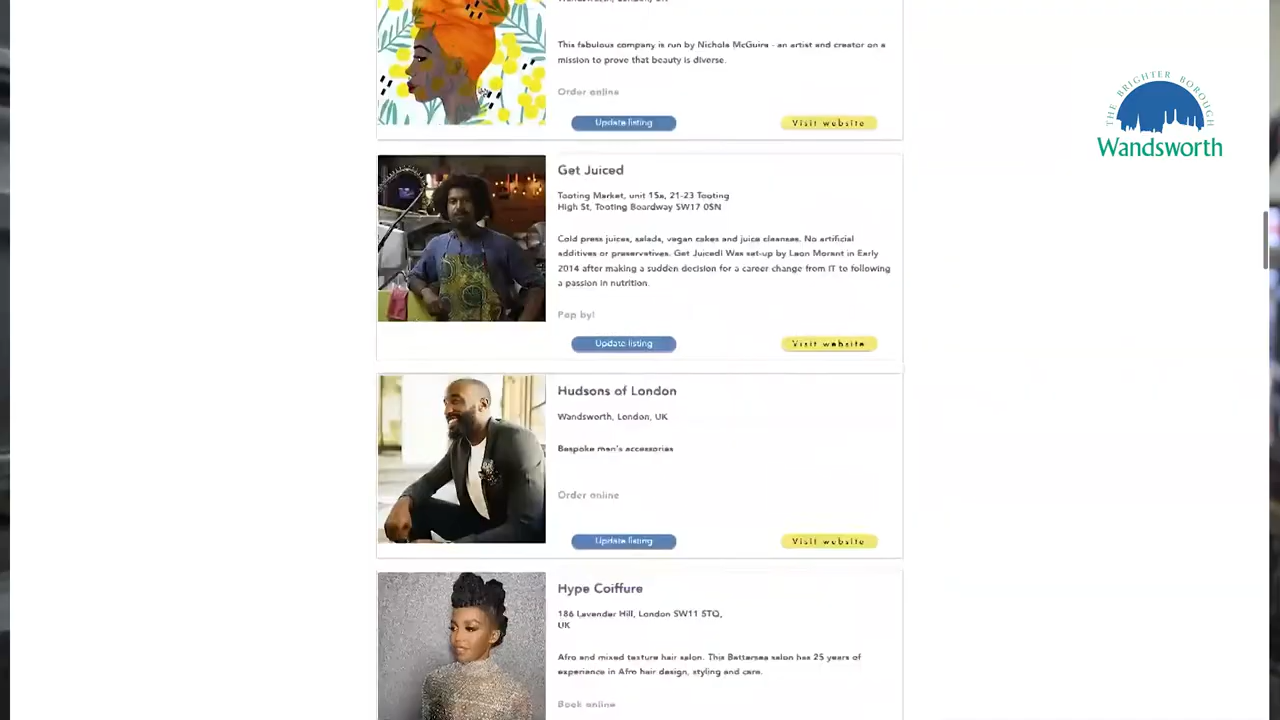 This fabulous company is run by Nichola McGuire - an artist and creator on a
mission to prove that beauty is diverse.
Order online
Update listing
Visit website
THE BRIGHTER BOROUGH
Wandsworth
Get Juiced
Tooting Market, unit 15a, 21-23 Tooting
High St, Tooting Boardway SW17 0SN
Cold press juices, salads, vegan cakes and juice cleanses. No artificial
additives or preservatives. Get Juiced! Was set-up by Leon Morant in Early
2014 after making a sudden decision for a career change from IT to following
a passion in nutrition.
Pop by!
Update listing
Visit website
Hudsons of London
Wandsworth, London, UK
Bespoke men's accessories
Order online
Update listing
Visit website
Hype Coiffure
186 Lavender Hill, London SW11 5TQ,
UK
Afro and mixed texture hair salon. This Battersea salon has 25 years of
experience in Afro hair design, styling and care.
Book online